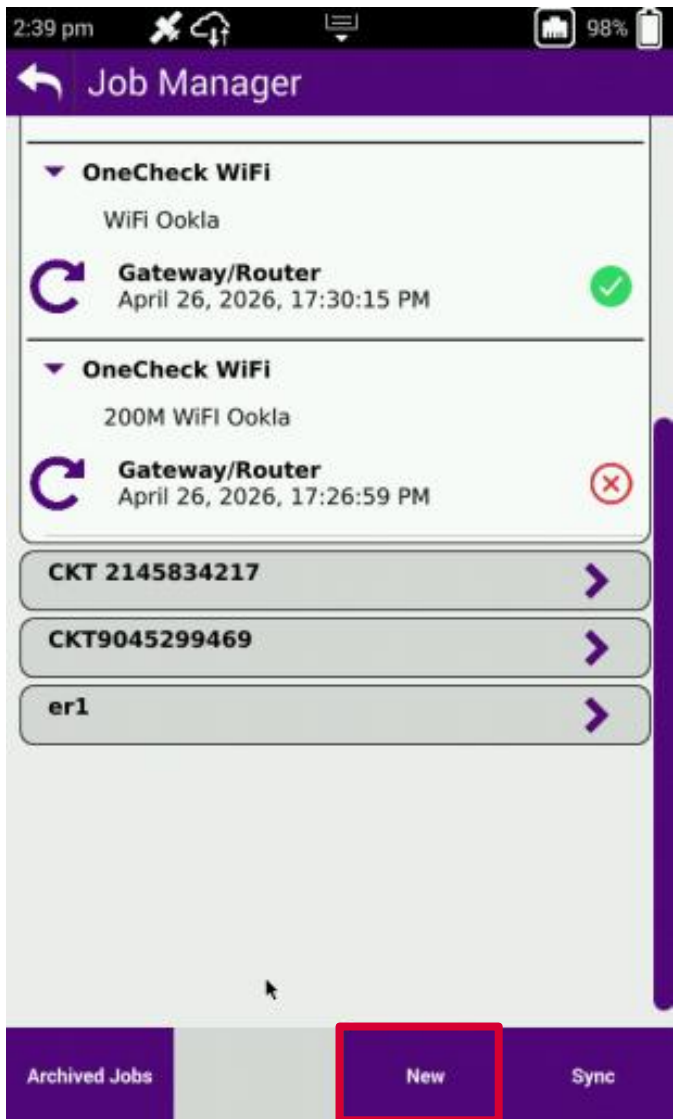 2:39 pm 98%
Job Manager
OneCheck WiFi
WiFi Ookla
Gateway/Router
April 26, 2026, 17:30:15 PM
OneCheck WiFi
200M WiFI Ookla
Gateway/Router
April 26, 2026, 17:26:59 PM
CKT 2145834217
CKT9045299469
er1
Archived Jobs New Sync